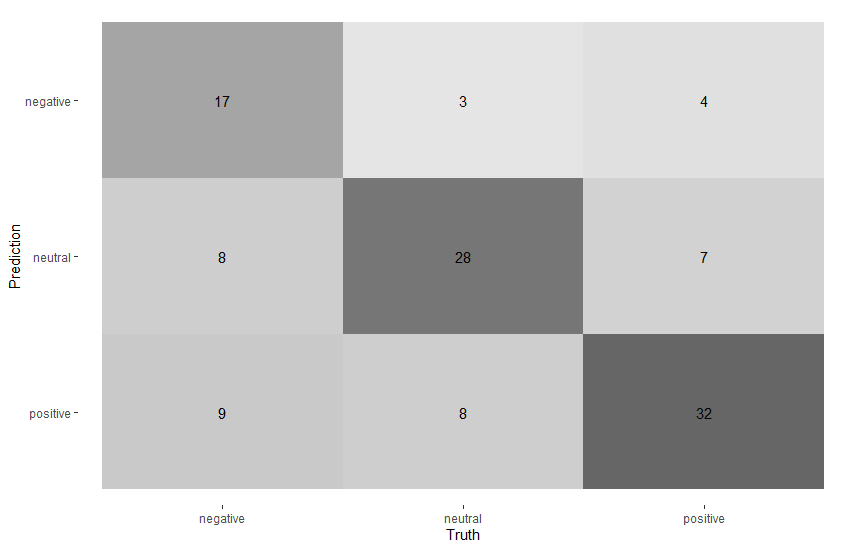 negative 17 3 4
Prediction
neutral 8 28 7
positive 9 8 32
negative neutral positive
Truth